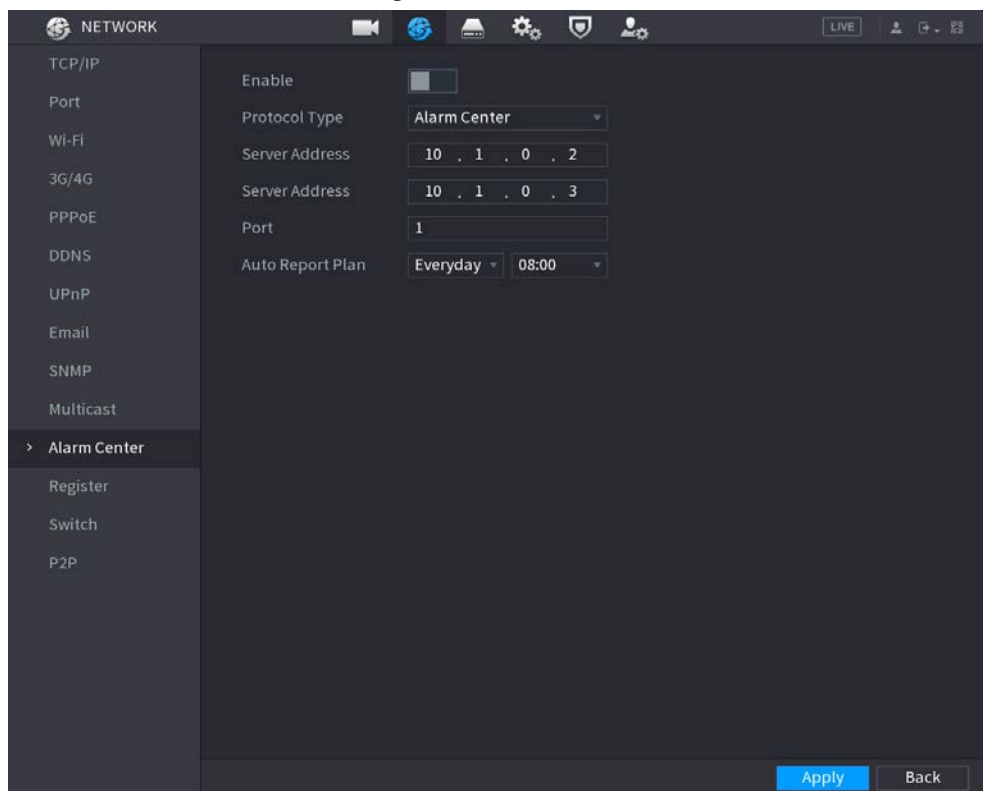 NETWORK
LIVE
TCP/IP
Port
Wi-Fi
3G/4G
PPPoE
DDNS
UPnP
Email
SNMP
Multicast
> Alarm Center
Register
Switch
P2P
Enable
Protocol Type Alarm Center
Server Address 10 . 1 . 0 . 2
Server Address 10 . 1 . 0 . 3
Port 1
Auto Report Plan Everyday 08:00
Apply Back